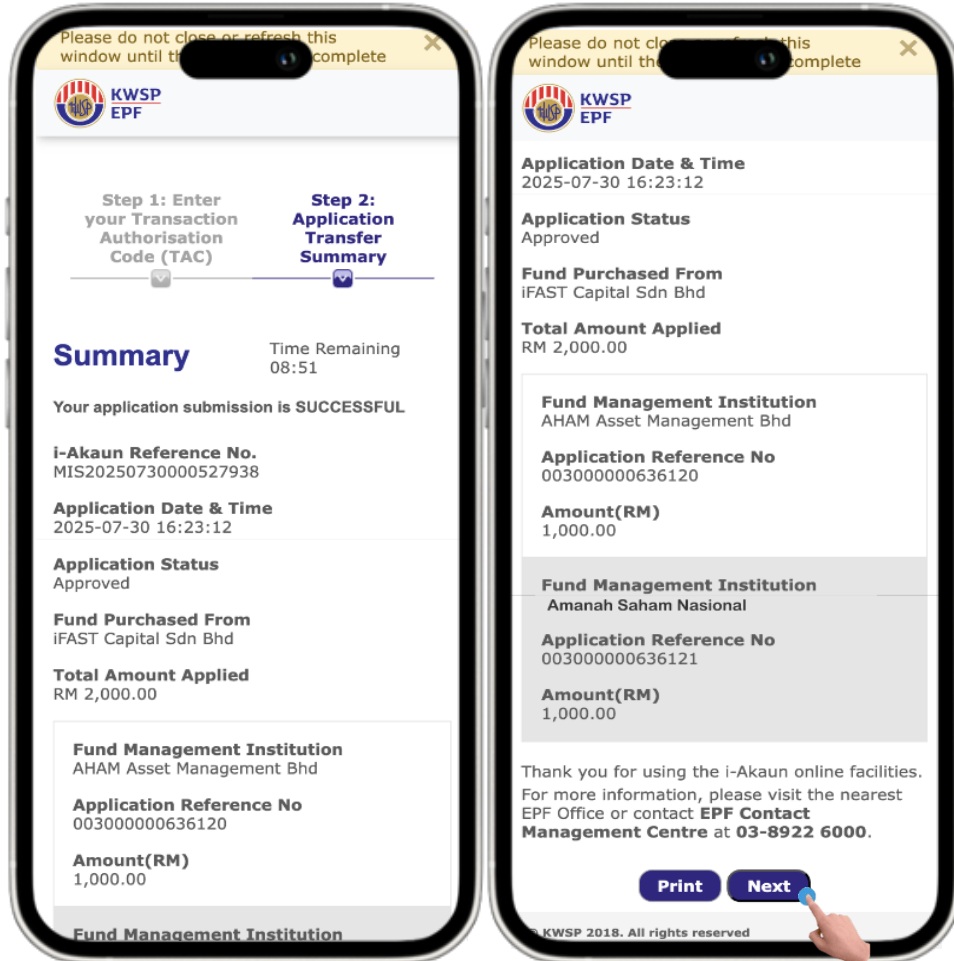 Please do not close or refresh this
window until th complete
KWSP
EPF
Step 1: Enter
your Transaction
Authorisation
Code (TAC)
Step 2:
Application
Transfer
Summary
Summary
Time Remaining
08:51
Your application submission is SUCCESSFUL
i-Akaun Reference No.
MIS20250730000527938
Application Date & Time
2025-07-30 16:23:12
Application Status
Approved
Fund Purchased From
iFAST Capital Sdn Bhd
Total Amount Applied
RM 2,000.00
Fund Management Institution
AHAM Asset Management Bhd
Application Reference No
003000000636120
Amount(RM)
1,000.00
Fund Management Institution
Please do not this
window until the complete
KWSP
EPF
Application Date & Time
2025-07-30 16:23:12
Application Status
Approved
Fund Purchased From
iFAST Capital Sdn Bhd
Total Amount Applied
RM 2,000.00
Fund Management Institution
AHAM Asset Management Bhd
Application Reference No
003000000636120
Amount(RM)
1,000.00
Fund Management Institution
Amanah Saham Nasional
Application Reference No
003000000636121
Amount(RM)
1,000.00
Thank you for using the i-Akaun online facilities.
For more information, please visit the nearest
EPF Office or contact EPF Contact
Management Centre at 03-8922 6000.
Print
Next
© KWSP 2018. All rights reserved